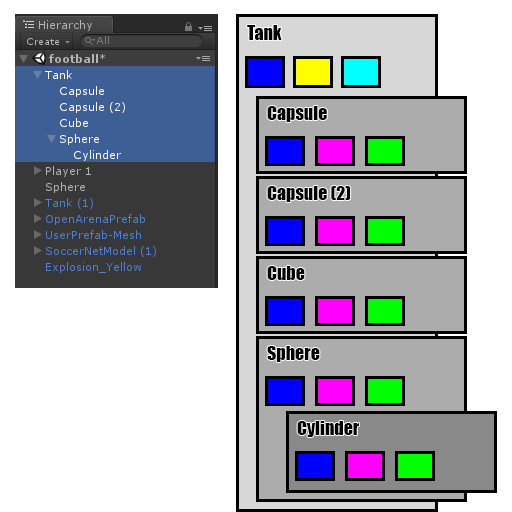 Hierarchy
Create
All
football*
Tank
Capsule
Capsule (2)
Cube
Sphere
Cylinder
Player 1
Sphere
Tank (1)
OpenArenaPrefab
UserPrefab-Mesh
SoccerNetModel (1)
Explosion_Yellow
Tank
Capsule
Capsule (2)
Cube
Sphere
Cylinder